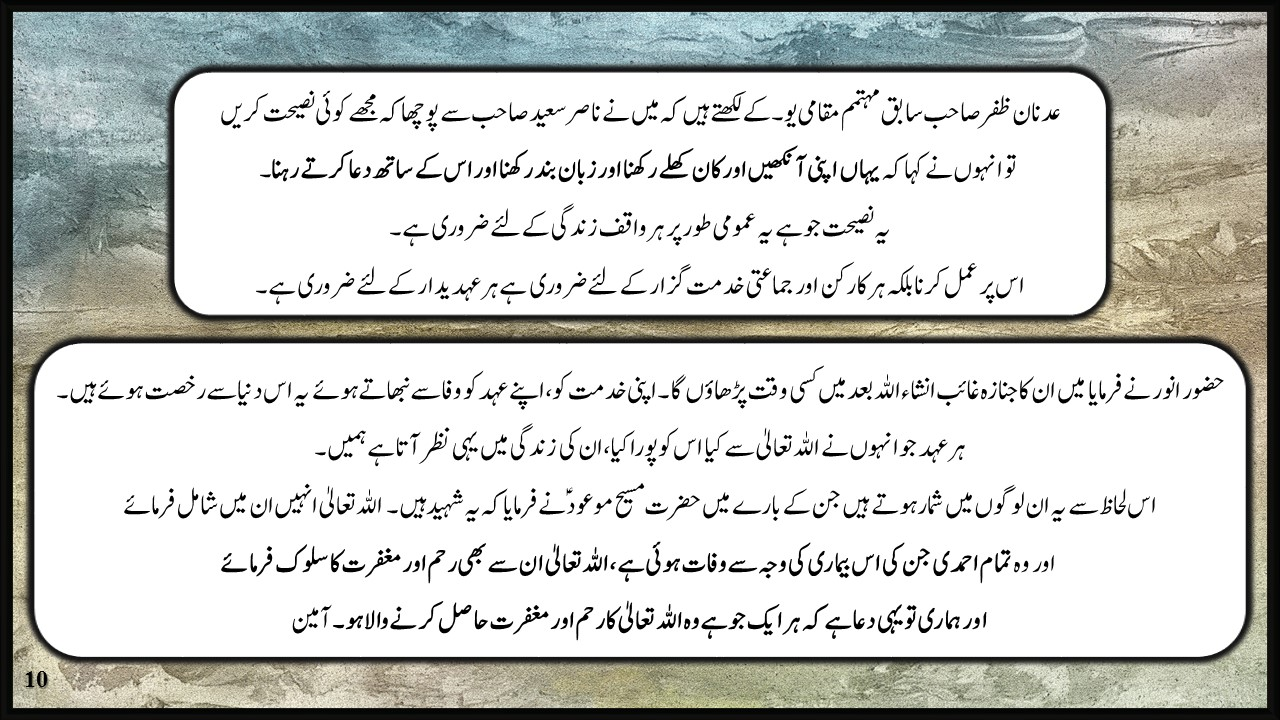 عدنان ظفر صاحب سابق مہتمم مقامی یو۔کے لکھتے ہیں کہ میں نے ناصر سعید صاحب سے پوچھا کہ مجھے کوئی نصیحت کریں
تو انہوں نے کہا کہ یہاں اپنی آنکھیں اور کان کھلے رکھنا اور زبان بند رکھنا اور اس کے ساتھ دعا کرتے رہنا۔
یہ نصیحت جو ہے یہ عمومی طور پر ہر واقف زندگی کے لئے ضروری ہے۔
اس پر عمل کرنا بلکہ ہر کارکن اور جماعتی خدمت گزار کے لئے ضروری ہے ہر عہدیدار کے لئے ضروری ہے۔
حضور انور نے فرمایا میں ان کا جنازہ غائب انشاء اللہ بعد میں کسی وقت پڑھاؤں گا۔ اپنی خدمت کو، اپنے عہد کو وفا سے نبھاتے ہوئے یہ اس دنیا سے رخصت ہوئے ہیں۔
ہر عہد جو انہوں نے اللہ تعالیٰ سے کیا اس کو پورا کیا، ان کی زندگی میں یہی نظر آتا ہے ہمیں۔
اس لحاظ سے یہ ان لوگوں میں شمار ہوتے ہیں جن کے بارے میں حضرت مسیح موعودؑ نے فرمایا کہ یہ شہید ہیں۔ اللہ تعالیٰ انہیں ان میں شامل فرمائے
اور وہ تمام احمدی جن کی اس بیماری کی وجہ سے وفات ہوئی ہے، اللہ تعالیٰ ان سے بھی رحم اور مغفرت کا سلوک فرمائے
اور ہماری تو یہی دعا ہے کہ ہر ایک جو ہے وہ اللہ تعالیٰ کا رحم اور مغفرت حاصل کرنے والا ہو۔ آمین
10